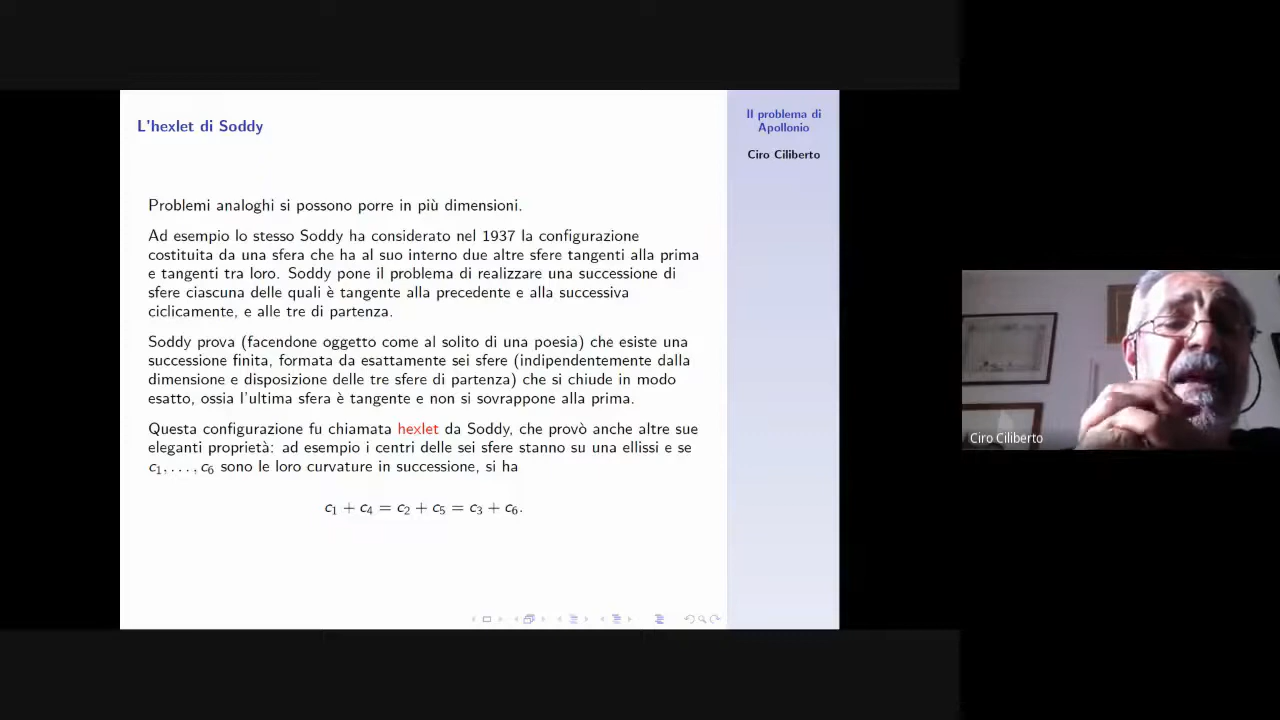 L'hexlet di Soddy
Problemi analoghi si possono porre in più dimensioni.
Ad esempio lo stesso Soddy ha considerato nel 1937 la configurazione
costituita da una sfera che ha al suo interno due altre sfere tangenti alla prima
e tangenti tra loro. Soddy pone il problema di realizzare una successione di
sfere ciascuna delle quali è tangente alla precedente e alla successiva
ciclicamente, e alle tre di partenza.
Soddy prova (facendone oggetto come al solito di una poesia) che esiste una
successione finita, formata da esattamente sei sfere (indipendentemente dalla
dimensione e disposizione delle tre sfere di partenza) che si chiude in modo
esatto, ossia l'ultima sfera è tangente e non si sovrappone alla prima.
Questa configurazione fu chiamata hexlet da Soddy, che provò anche altre sue
eleganti proprietà: ad esempio i centri delle sei sfere stanno su una ellissi e se
c₁, . . . , c₆ sono le loro curvature in successione, si ha
c₁ + c₄ = c₂ + c₅ = c₃ + c₆.
Il problema di
Apollonio
Ciro Ciliberto
Ciro Ciliberto